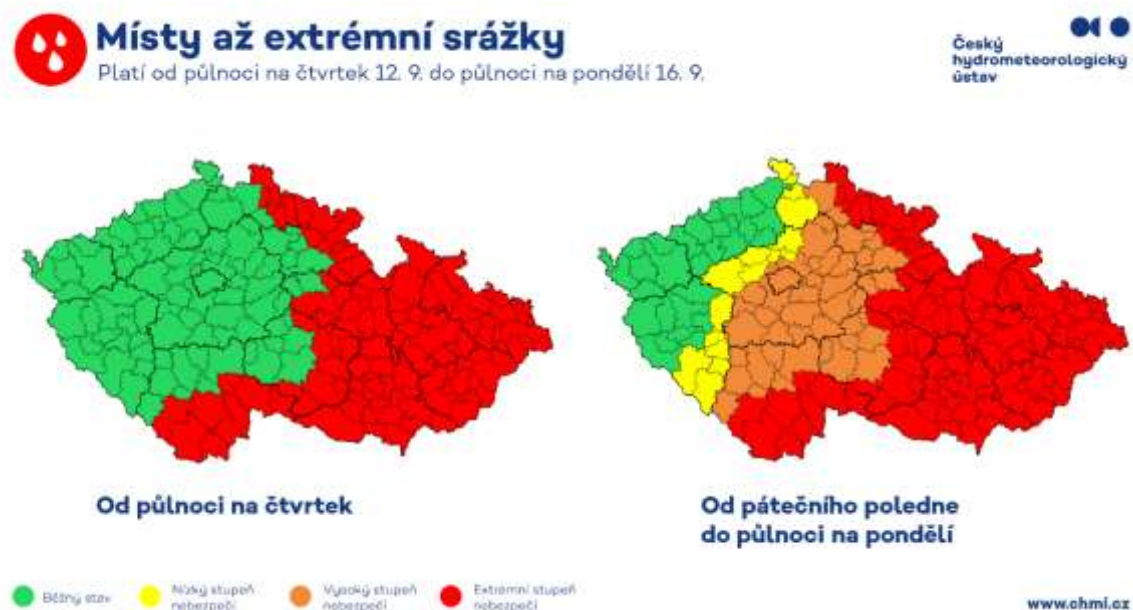 Místy až extrémní srážky
Platí od půlnoci na čtvrtek 12. 9. do půlnoci na pondělí 16. 9.
Český
hydrometeorologický
ústav
Od půlnoci na čtvrtek
Od pátečního poledne
do půlnoci na pondělí
Běžný stav
Nízký stupeň
nebezpečí
Vysoký stupeň
nebezpečí
Extrémní stupeň
nebezpečí
www.chmi.cz